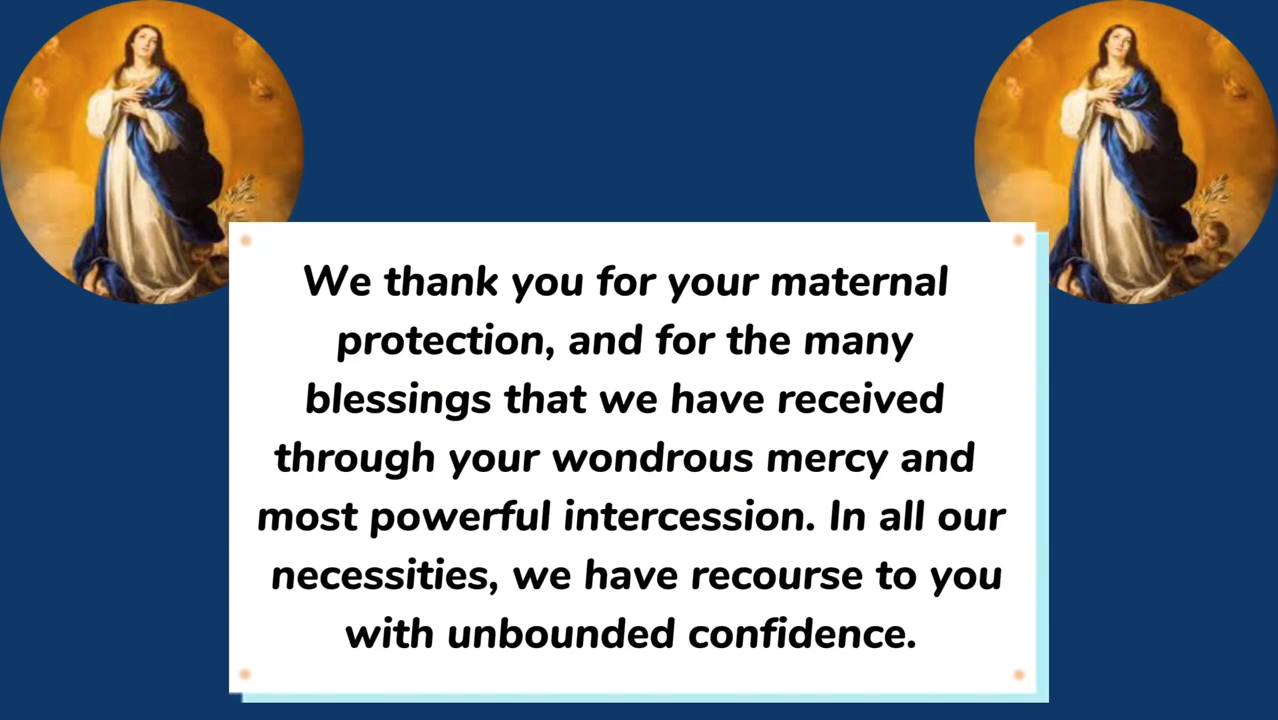 We thank you for your maternal
protection, and for the many
blessings that we have received
through your wondrous mercy and
most powerful intercession. In all our
necessities, we have recourse to you
with unbounded confidence.